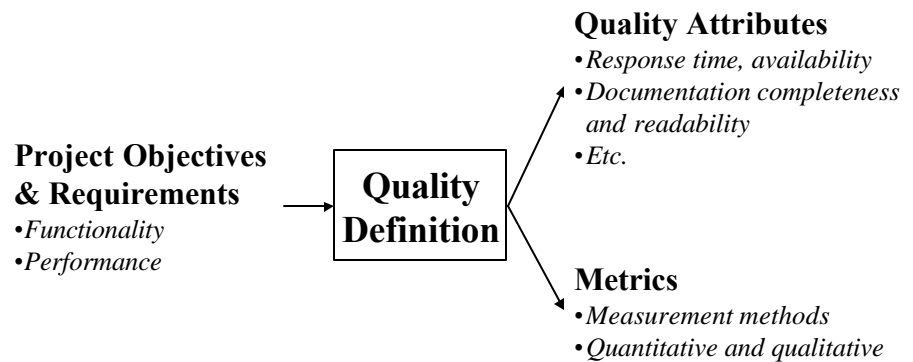 Project Objectives
& Requirements
•Functionality
•Performance
Quality
Definition
Quality Attributes
•Response time, availability
•Documentation completeness
and readability
•Etc.
Metrics
•Measurement methods
•Quantitative and qualitative